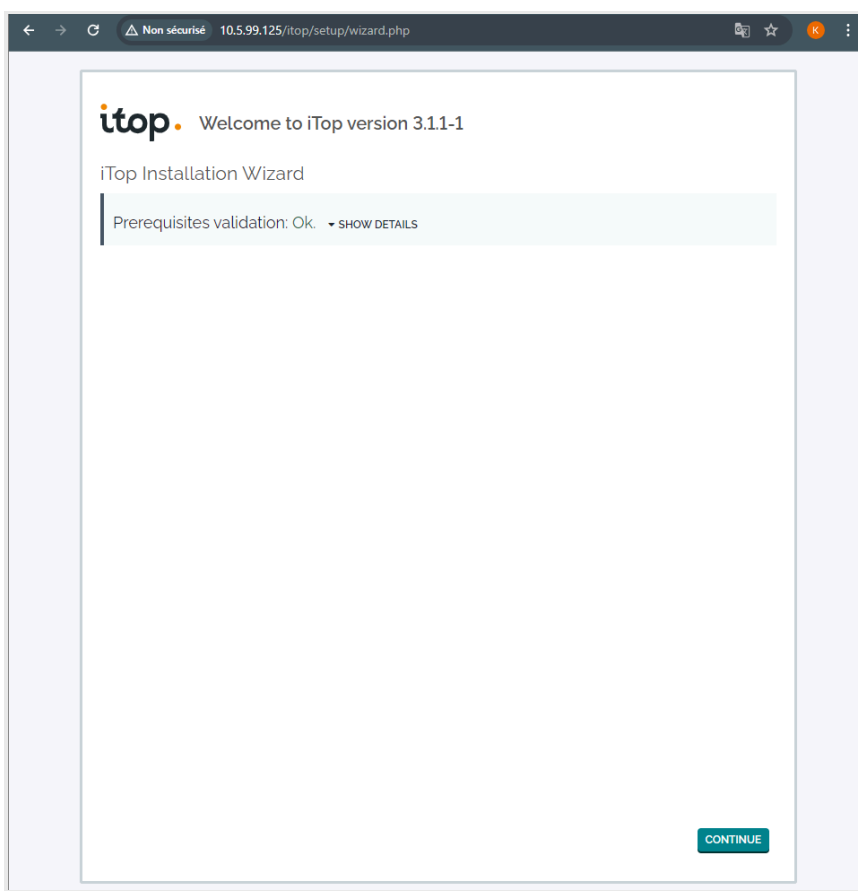 Non sécurisé 10.5.99.125/itop/setup/wizard.php K
itop. Welcome to iTop version 3.1.1-1
iTop Installation Wizard
Prerequisites validation: Ok. SHOW DETAILS
CONTINUE